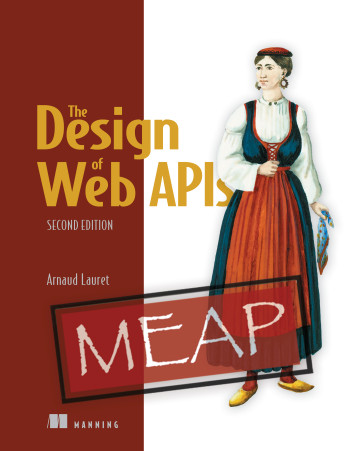 The
Design
of
Web APIs
SECOND EDITION
Arnaud Lauret
MEAP
MANNING